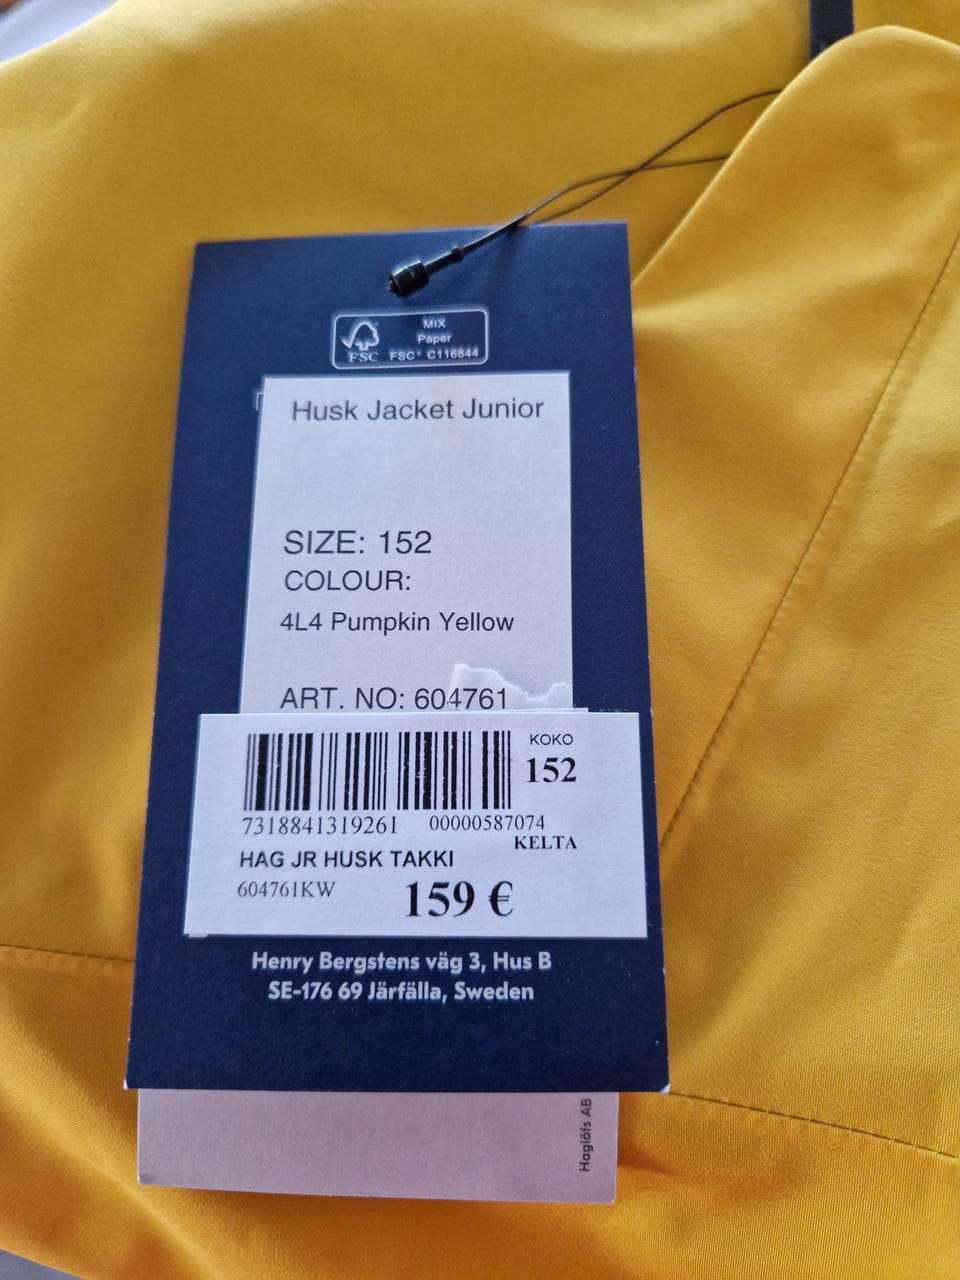 MIX
Paper
FSC
FSC® C116844
Husk Jacket Junior
SIZE: 152
COLOUR:
4L4 Pumpkin Yellow
ART. NO: 604761
KOKO
152
7318841319261 00000587074
KELTA
HAG JR HUSK TAKKI
604761KW 159 €
Henry Bergstens väg 3, Hus B
SE-176 69 Järfälla, Sweden
Haglöfs AB